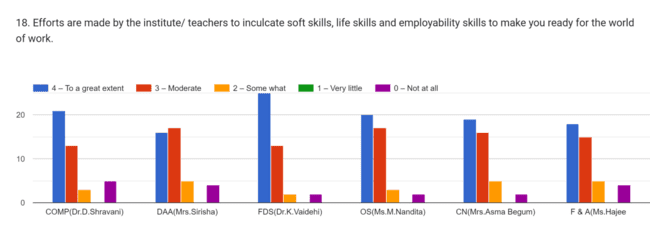 18. Efforts are made by the institute/ teachers to inculcate soft skills, life skills and employability skills to make you ready for the world
of work.
4 – To a great extent 3 – Moderate 2 – Some what 1 – Very little 0 – Not at all
20
10
0
COMP(Dr.D.Shravani) DAA(Mrs.Sirisha) FDS(Dr.K.Vaidehi) OS(Ms.M.Nandita) CN(Mrs.Asma Begum) F & A(Ms.Hajee